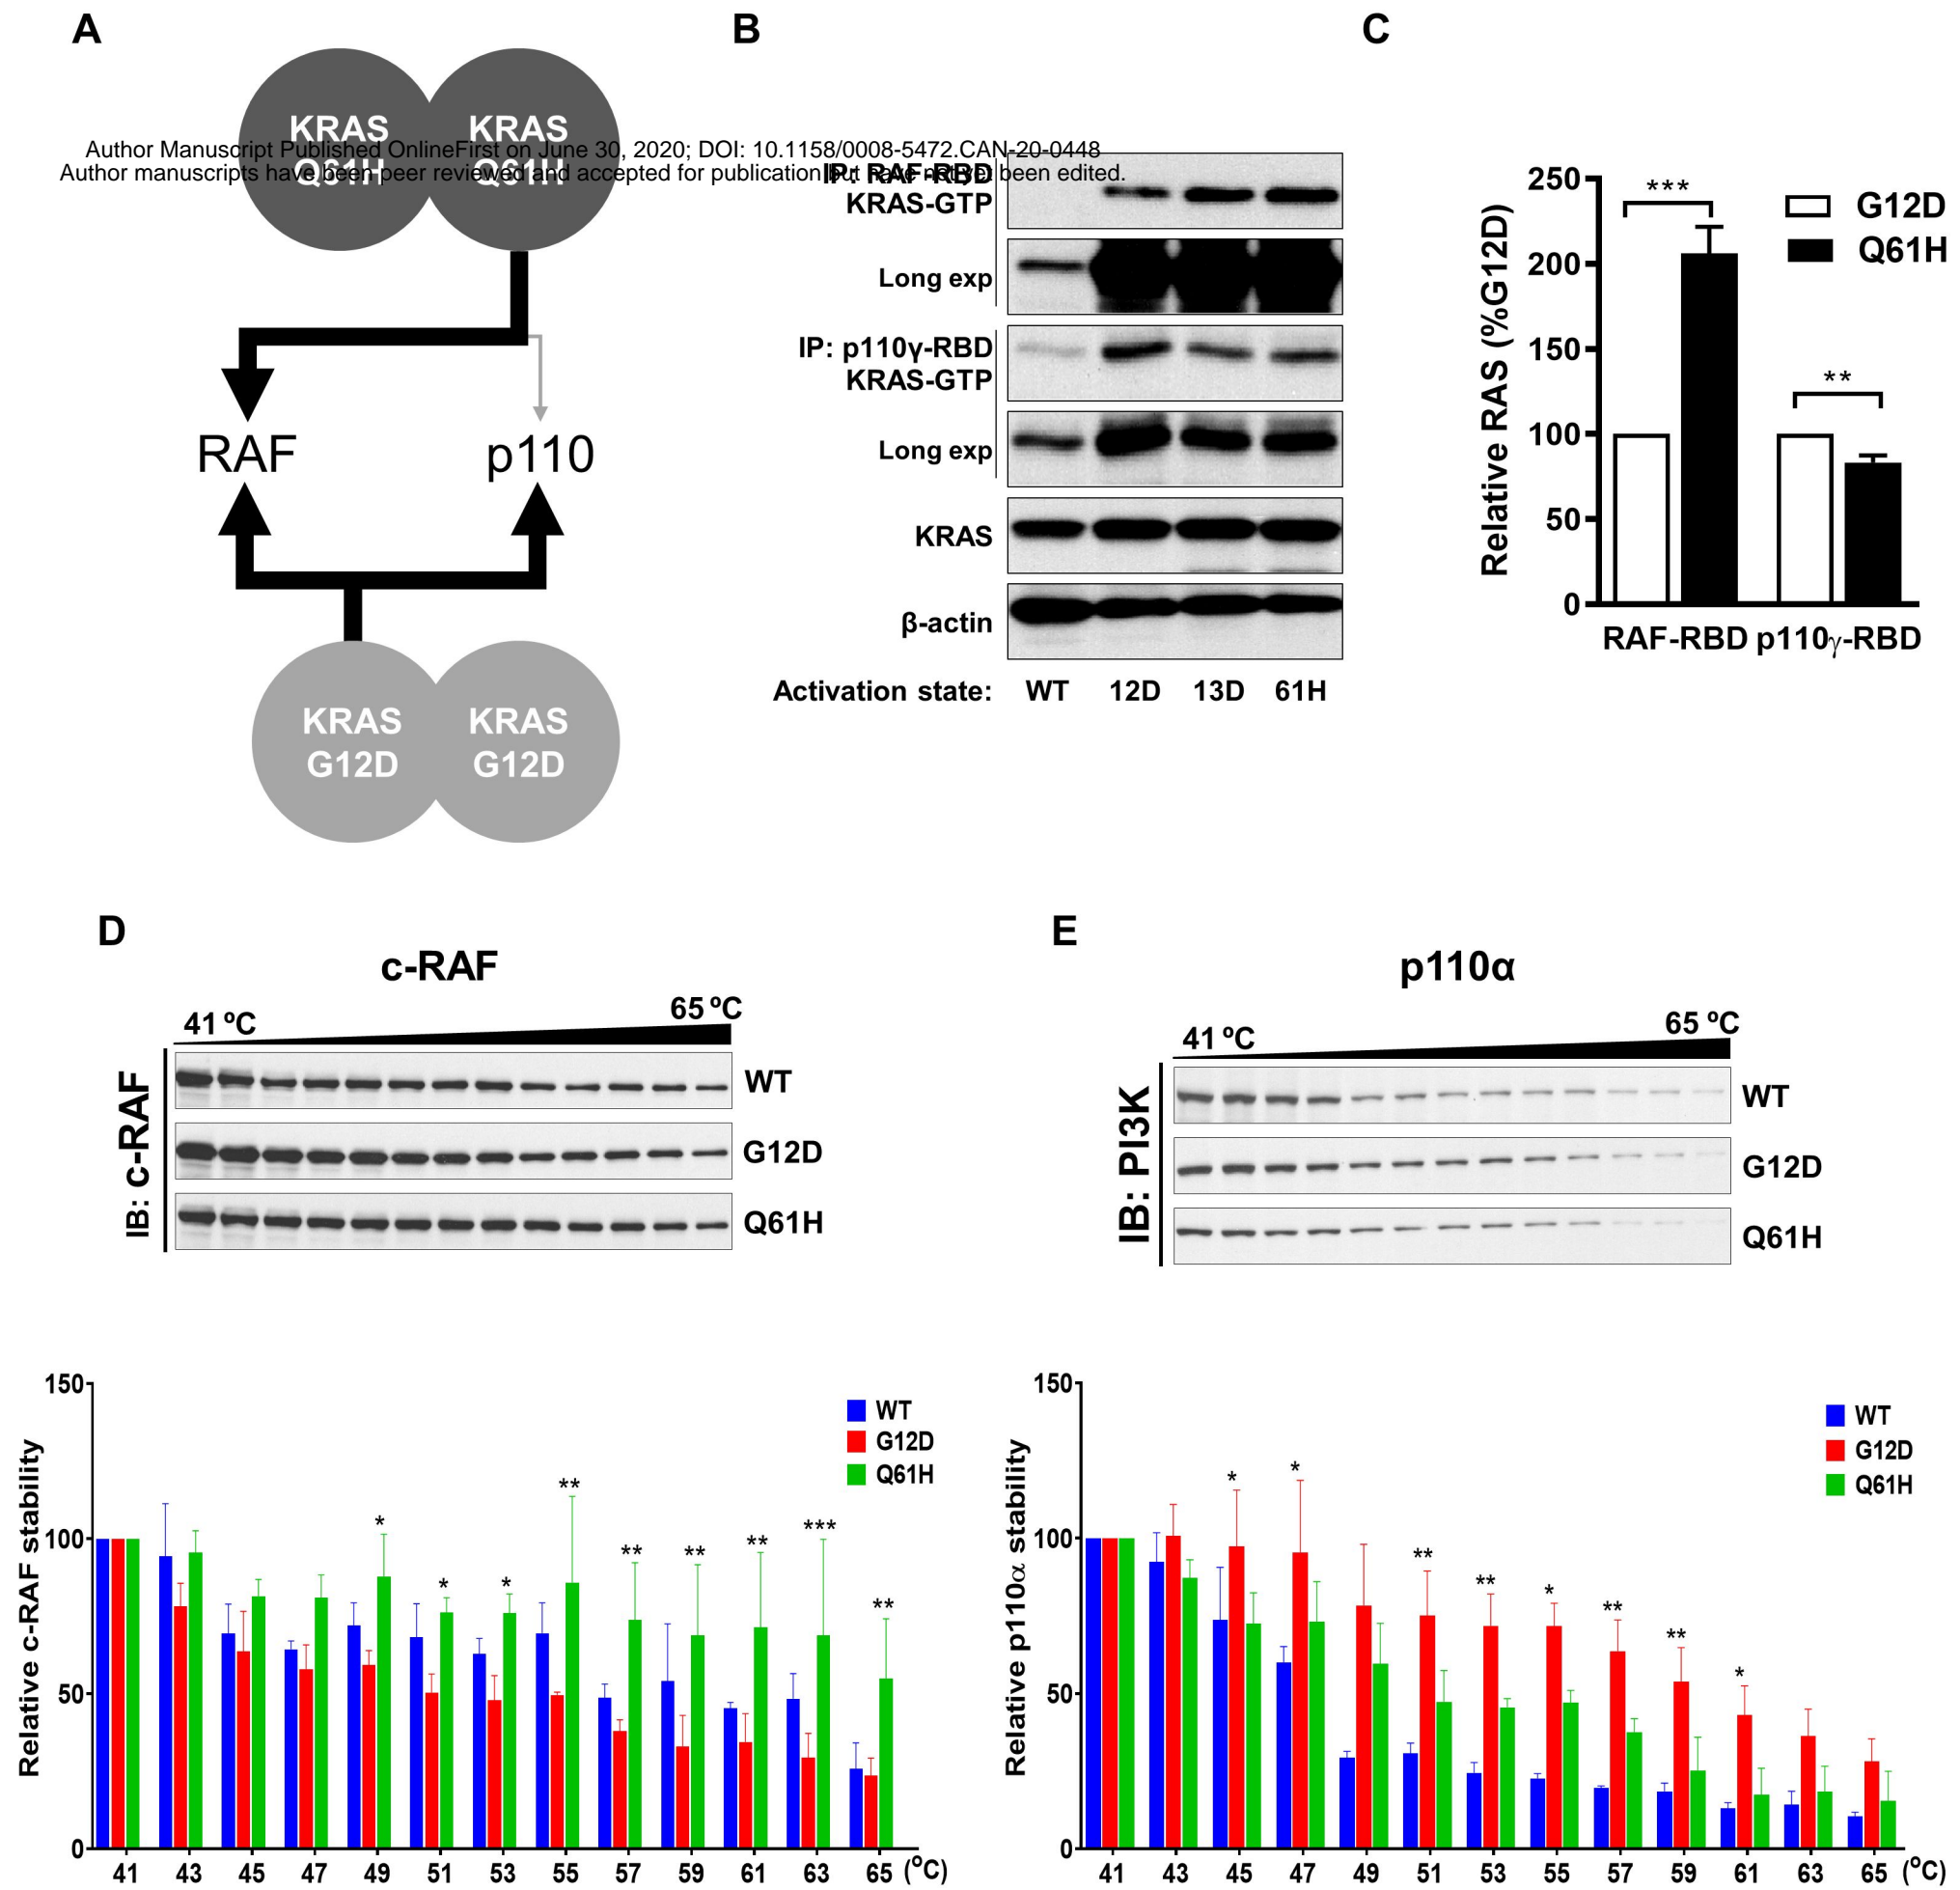 A
KRAS
Q61H
KRAS
Q61H
Author Manuscript Published OnlineFirst on June 30, 2020; DOI: 10.1158/0008-5472.CAN-20-0448
Author manuscripts have been peer reviewed and accepted for publication but have not yet been edited.
RAF
p110
KRAS
G12D
KRAS
G12D
B
IP: RAF-RBD
KRAS-GTP
Long exp
IP: p110γ-RBD
KRAS-GTP
Long exp
KRAS
β-actin
Activation state: WT 12D 13D 61H
C
Relative RAS (%G12D)
250
200
150
100
50
0
***
**
G12D
Q61H
RAF-RBD p110γ-RBD
D
c-RAF
41 ºC
65 ºC
IB: c-RAF
WT
G12D
Q61H
Relative c-RAF stability
150
100
50
0
WT
G12D
Q61H
*
*
*
**
**
**
**
***
**
41 43 45 47 49 51 53 55 57 59 61 63 65 (ºC)
E
p110α
41 ºC
65 ºC
IB: PI3K
WT
G12D
Q61H
Relative p110α stability
150
100
50
0
WT
G12D
Q61H
*
*
**
**
*
**
**
*
41 43 45 47 49 51 53 55 57 59 61 63 65 (ºC)